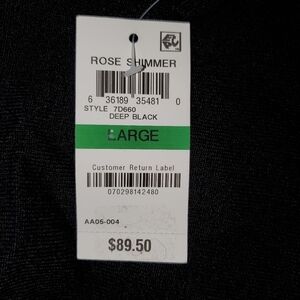 ROSE SHIMMER
6 36189 35481 0
STYLE 7D660
DEEP BLACK
LARGE
Customer Return Label
070298142480
AA05-004
$89.50